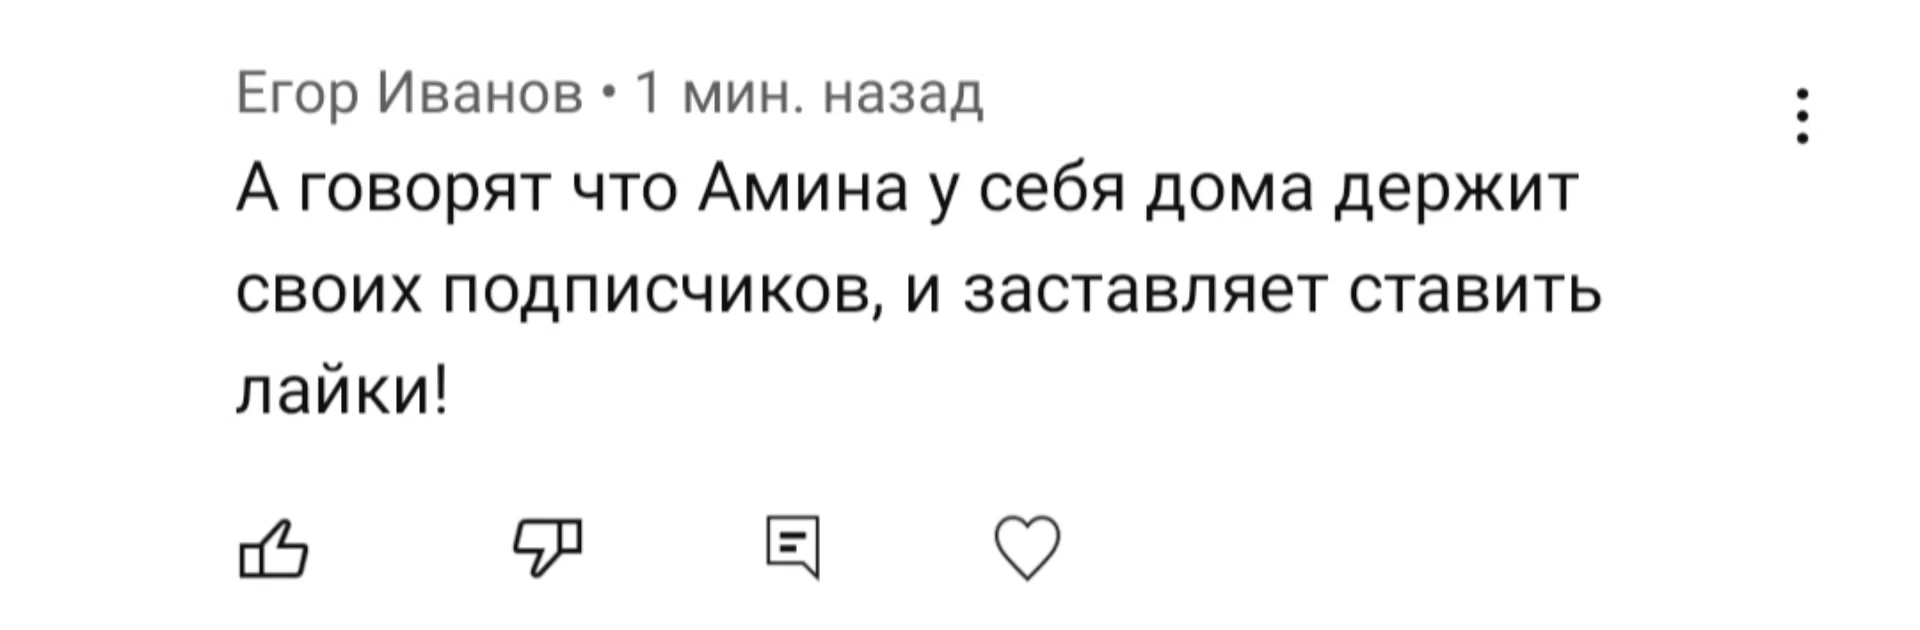 Егор Иванов • 1 мин. назад
А говорят что Амина у себя дома держит
своих подписчиков, и заставляет ставить
лайки!